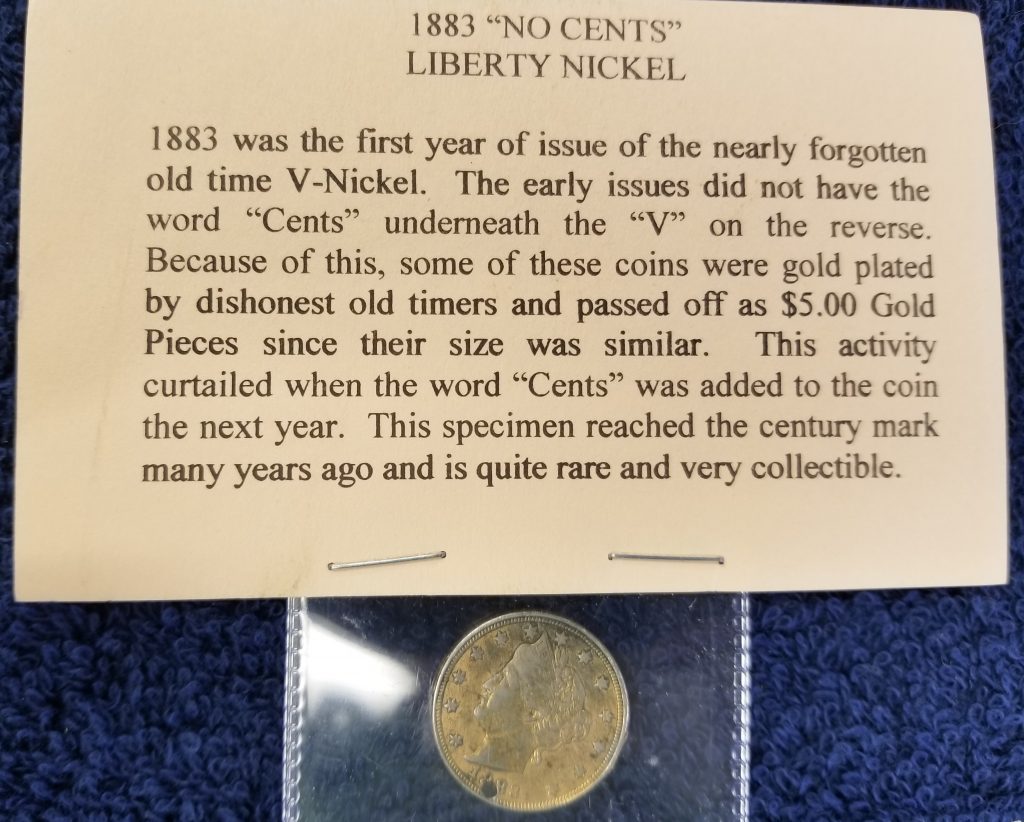 1883 “NO CENTS”
LIBERTY NICKEL
1883 was the first year of issue of the nearly forgotten
old time V-Nickel. The early issues did not have the
word “Cents” underneath the “V” on the reverse.
Because of this, some of these coins were gold plated
by dishonest old timers and passed off as $5.00 Gold
Pieces since their size was similar. This activity
curtailed when the word “Cents” was added to the coin
the next year. This specimen reached the century mark
many years ago and is quite rare and very collectible.